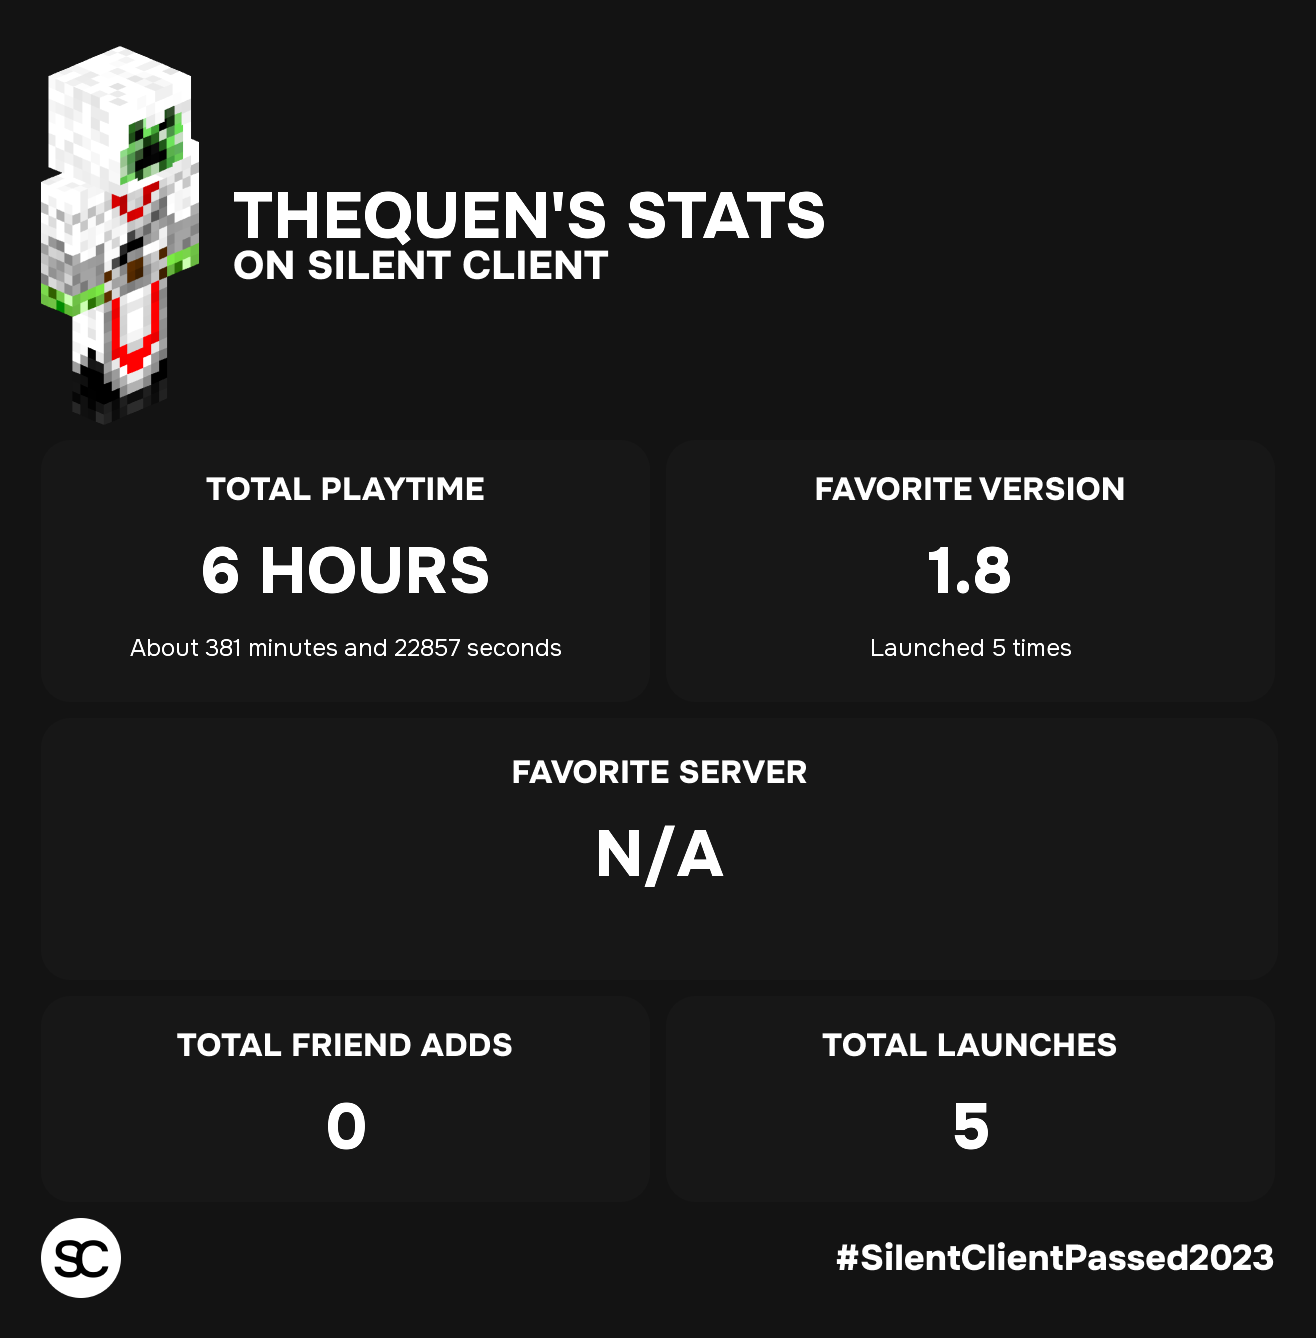 THEQUEN'S STATS
ON SILENT CLIENT
TOTAL PLAYTIME
6 HOURS
About 381 minutes and 22857 seconds
FAVORITE VERSION
1.8
Launched 5 times
FAVORITE SERVER
N/A
TOTAL FRIEND ADDS
0
TOTAL LAUNCHES
5
SC
#SilentClientPassed2023